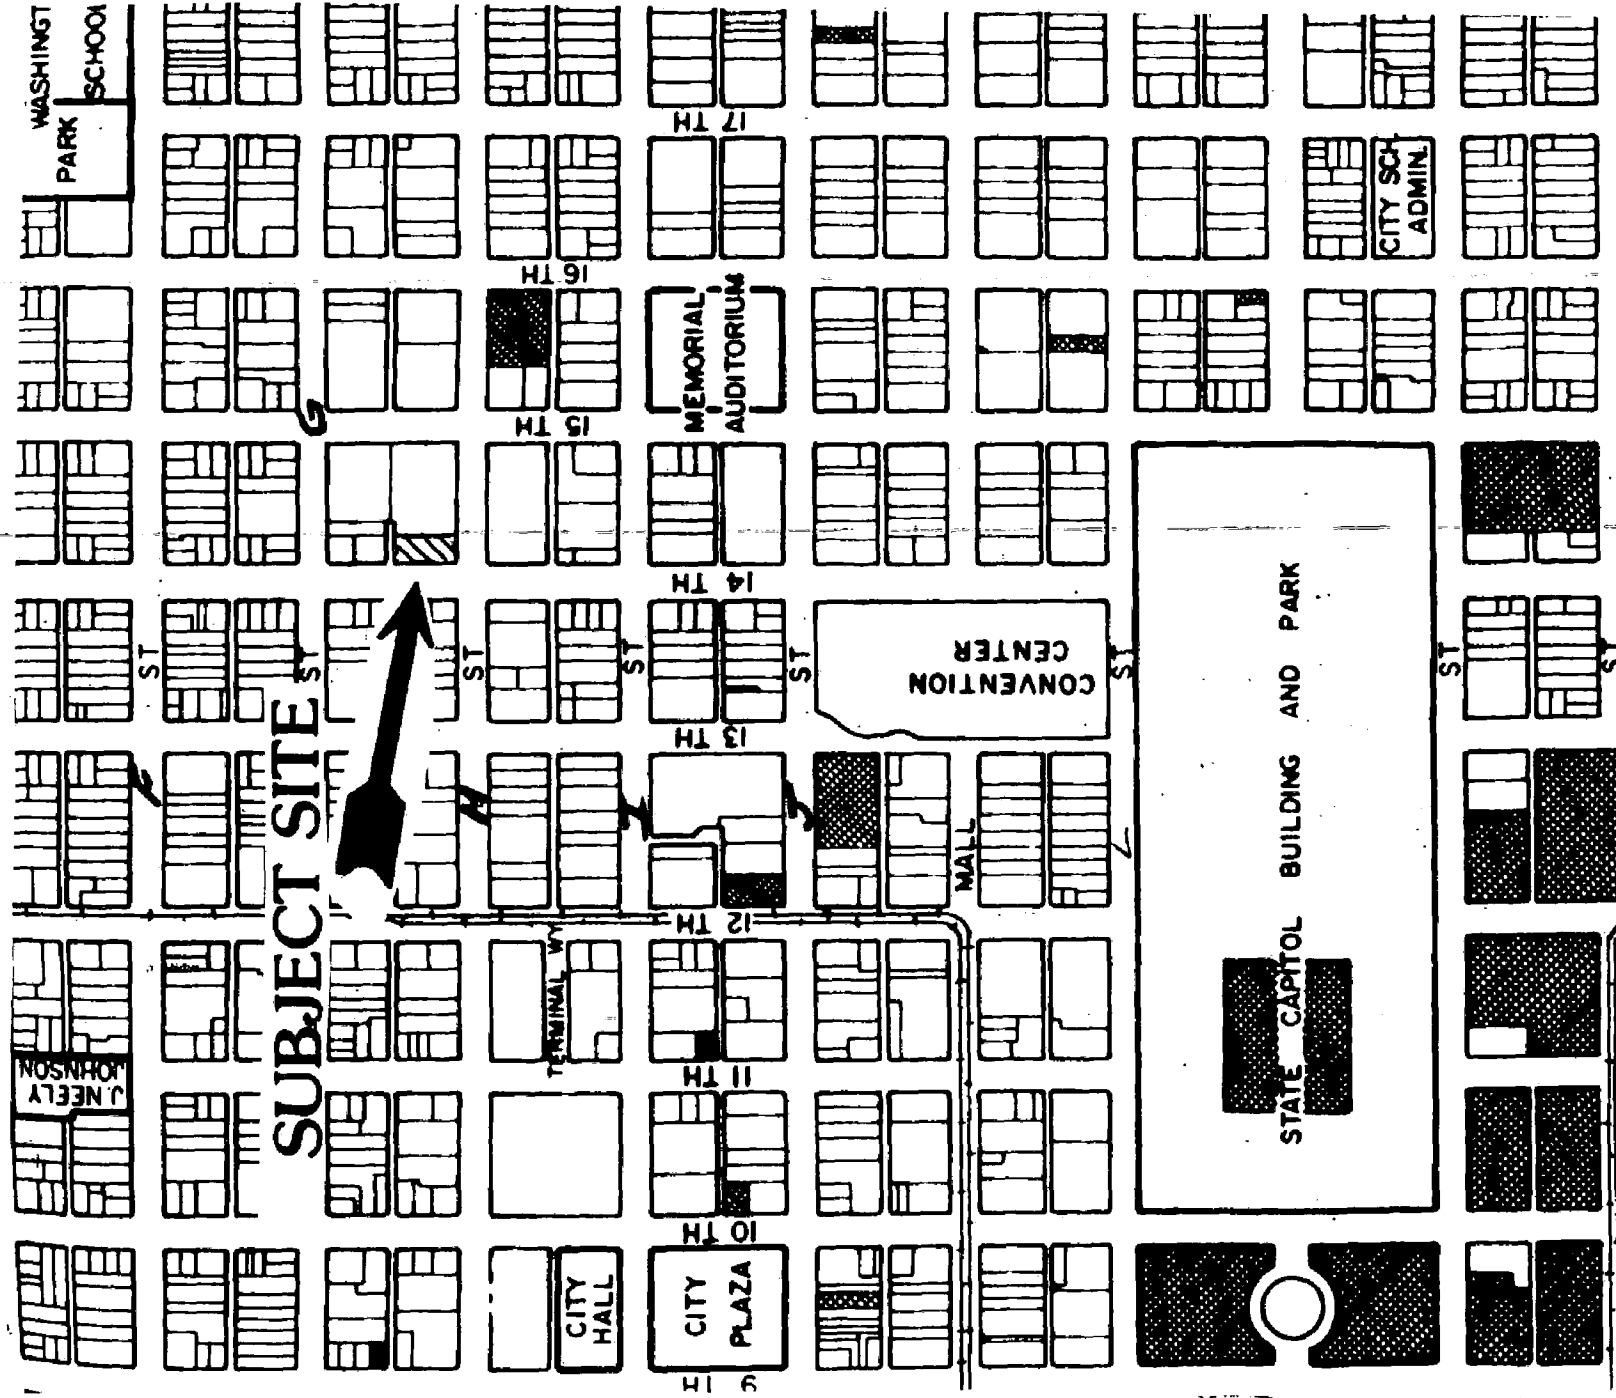 WASHINGT
SCHOOL
PARK
17 TH
CITY SCH
ADMIN.
16 TH
MEMORIAL
AUDITORIUM
G
15 TH
14 TH
CONVENTION
CENTER
ST
ST
ST
ST
ST
ST
ST
STATE CAPITOL BUILDING AND PARK
13 TH
SUBJECT SITE
H
I
J
L
MALL
12 TH
TERMINAL WY
J. NEELY
JOHNSON
11 TH
10 TH
CITY
HALL
CITY
PLAZA
9 TH